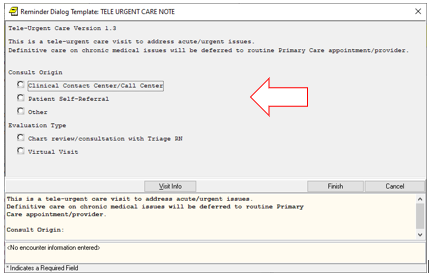 Reminder Dialog Template: TELE URGENT CARE NOTE
Tele-Urgent Care Version 1.3
This is a tele-urgent care visit to address acute/urgent issues.
Definitive care on chronic medical issues will be deferred to routine Primary Care appointment/provider.
Consult Origin
Clinical Contact Center/Call Center
Patient Self-Referral
Other
Evaluation Type
Chart review/consultation with Triage RN
Virtual Visit
Visit Info
Finish
Cancel
This is a tele-urgent care visit to address acute/urgent issues.
Definitive care on chronic medical issues will be deferred to routine Primary
Care appointment/provider.
Consult Origin:
<No encounter information entered>
* Indicates a Required Field